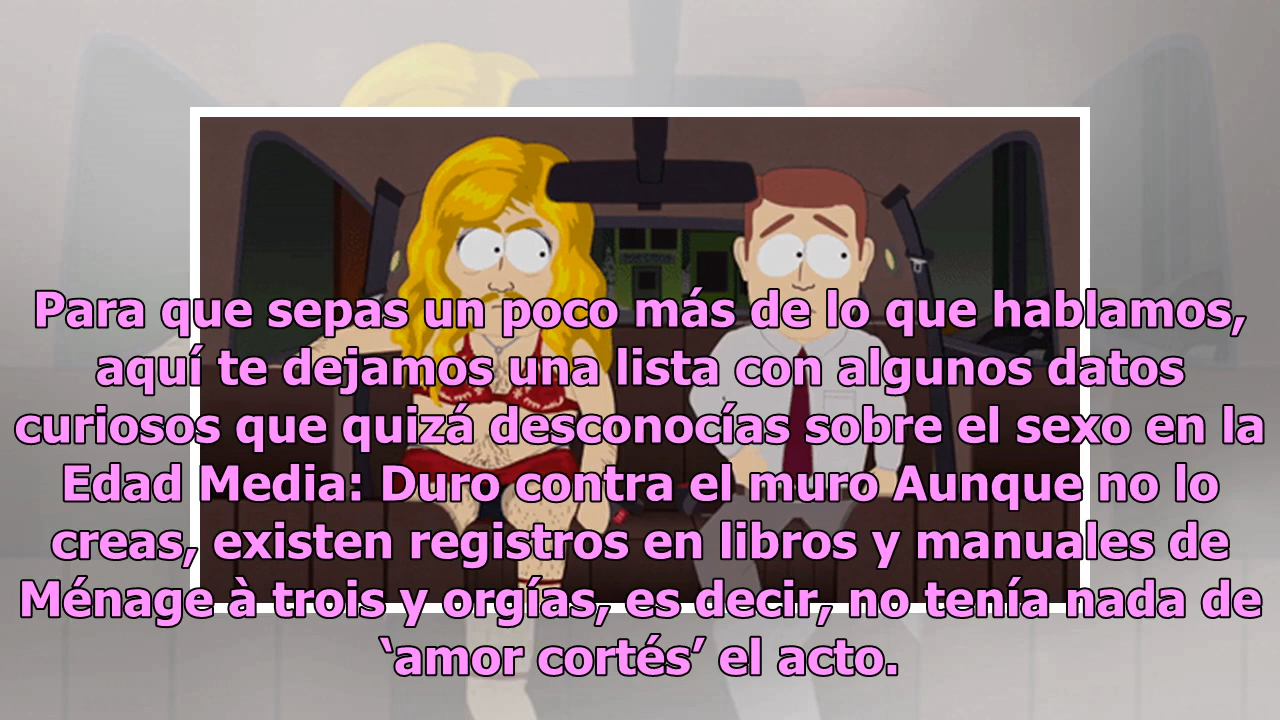 Para que sepas un poco más de lo que hablamos,
aquí te dejamos una lista con algunos datos
curiosos que quizá desconocías sobre el sexo en la
Edad Media: Duro contra el muro Aunque no lo
creas, existen registros en libros y manuales de
Ménage à trois y orgías, es decir, no tenía nada de
‘amor cortés’ el acto.